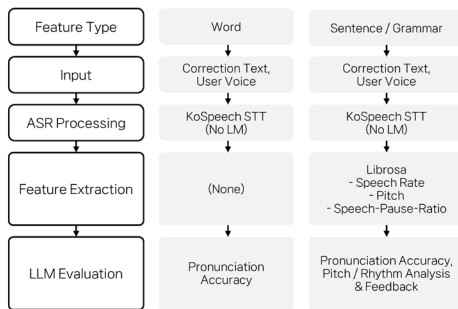 Feature Type
Word
Sentence / Grammar
Input
Correction Text,
User Voice
Correction Text,
User Voice
ASR Processing
KoSpeech STT
(No LM)
KoSpeech STT
(No LM)
Feature Extraction
(None)
Librosa
- Speech Rate
- Pitch
- Speech-Pause-Ratio
LLM Evaluation
Pronunciation
Accuracy
Pronunciation Accuracy,
Pitch / Rhythm Analysis
& Feedback